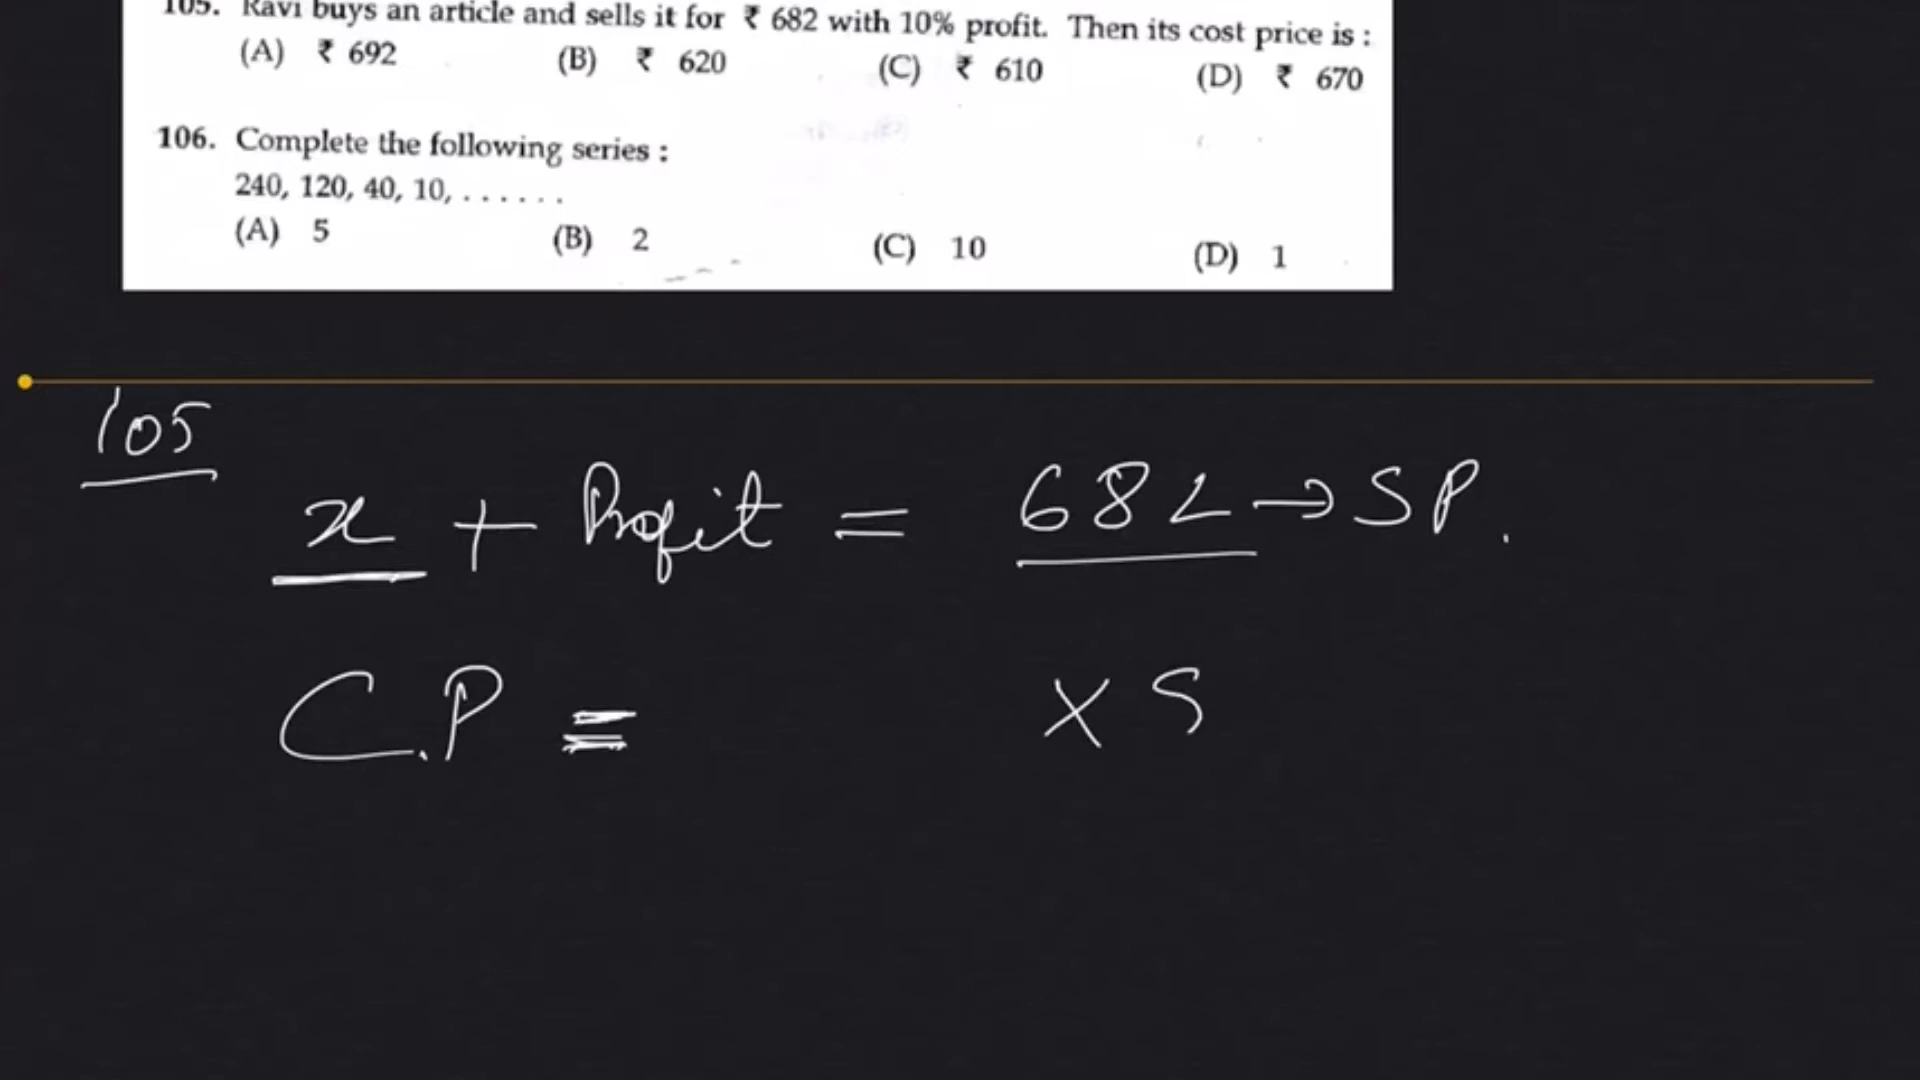 105. Ravi buys an article and sells it for ₹ 682 with 10% profit. Then its cost price is :
(A) ₹ 692 (B) ₹ 620 (C) ₹ 610 (D) ₹ 670
106. Complete the following series :
240, 120, 40, 10, . . . . . .
(A) 5 (B) 2 (C) 10 (D) 1
105
x + Profit = 682 → SP.
C.P = × S